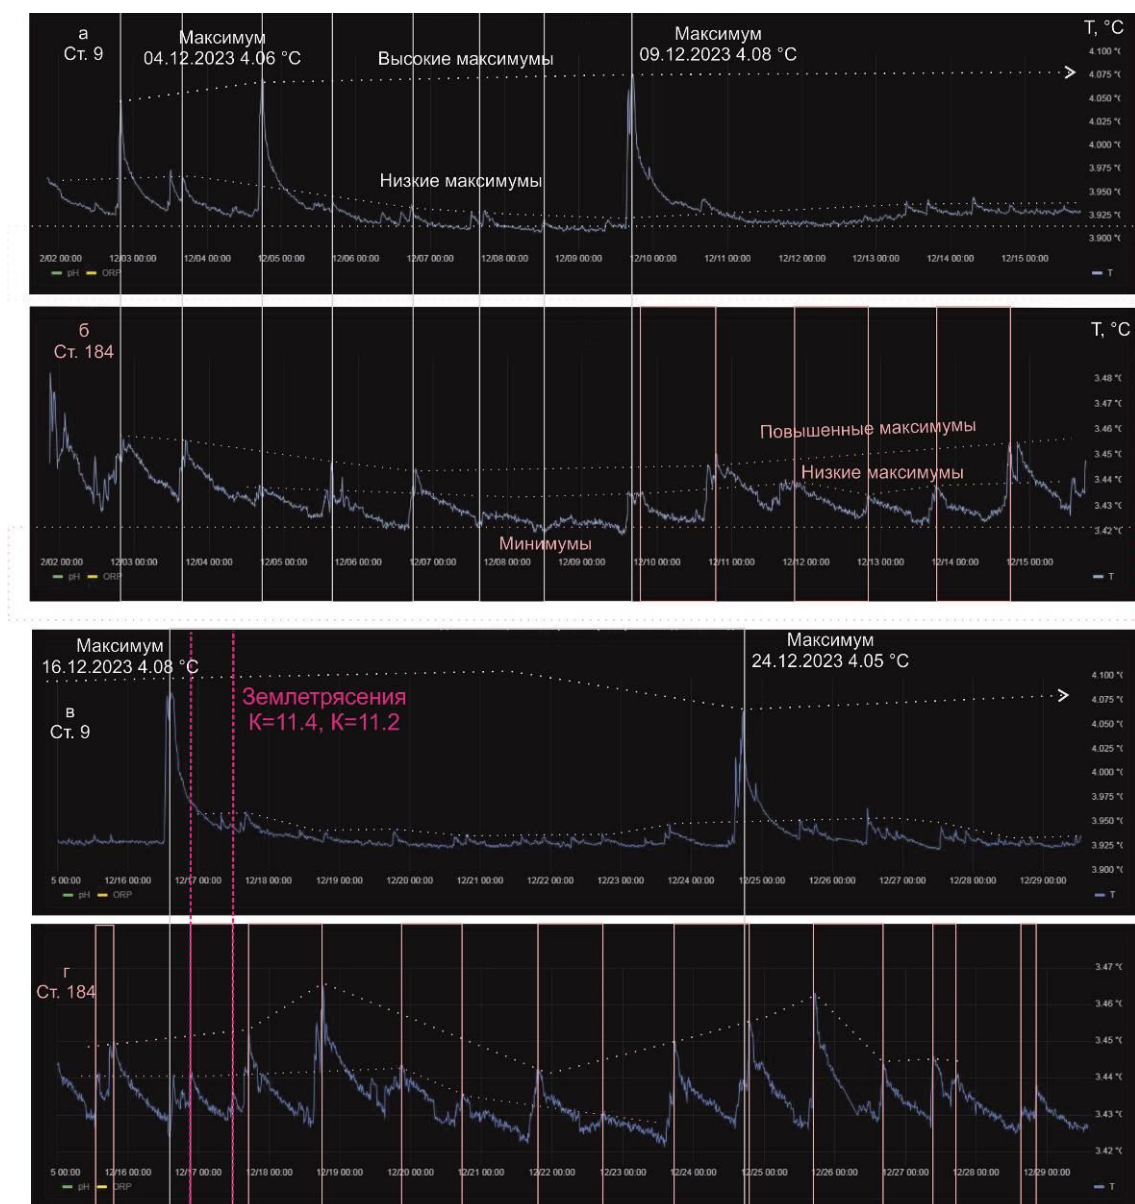 а
Ст. 9
Максимум
04.12.2023 4.06 °C
Высокие максимумы
Максимум
09.12.2023 4.08 °C
T, °C
Низкие максимумы
4.100 °C
4.075 °C
4.050 °C
4.025 °C
4.000 °C
3.975 °C
3.950 °C
3.925 °C
3.900 °C
2/02 00:00 12/03 00:00 12/04 00:00 12/05 00:00 12/06 00:00 12/07 00:00 12/08 00:00 12/09 00:00 12/10 00:00 12/11 00:00 12/12 00:00 12/13 00:00 12/14 00:00 12/15 00:00
pH ORP T
б
Ст. 184
T, °C
Повышенные максимумы
Низкие максимумы
Минимумы
3.48 °C
3.47 °C
3.46 °C
3.45 °C
3.44 °C
3.43 °C
3.42 °C
2/02 00:00 12/03 00:00 12/04 00:00 12/05 00:00 12/06 00:00 12/07 00:00 12/08 00:00 12/09 00:00 12/10 00:00 12/11 00:00 12/12 00:00 12/13 00:00 12/14 00:00 12/15 00:00
pH ORP T
Максимум
16.12.2023 4.08 °C
Максимум
24.12.2023 4.05 °C
в
Ст. 9
Землетрясения
К=11.4, К=11.2
4.100 °C
4.075 °C
4.050 °C
4.025 °C
4.000 °C
3.975 °C
3.950 °C
3.925 °C
3.900 °C
5 00:00 12/16 00:00 12/17 00:00 12/18 00:00 12/19 00:00 12/20 00:00 12/21 00:00 12/22 00:00 12/23 00:00 12/24 00:00 12/25 00:00 12/26 00:00 12/27 00:00 12/28 00:00 12/29 00:00
pH ORP T
г
Ст. 184
3.47 °C
3.46 °C
3.45 °C
3.44 °C
3.43 °C
3.42 °C
5 00:00 12/16 00:00 12/17 00:00 12/18 00:00 12/19 00:00 12/20 00:00 12/21 00:00 12/22 00:00 12/23 00:00 12/24 00:00 12/25 00:00 12/26 00:00 12/27 00:00 12/28 00:00 12/29 00:00
pH ORP T